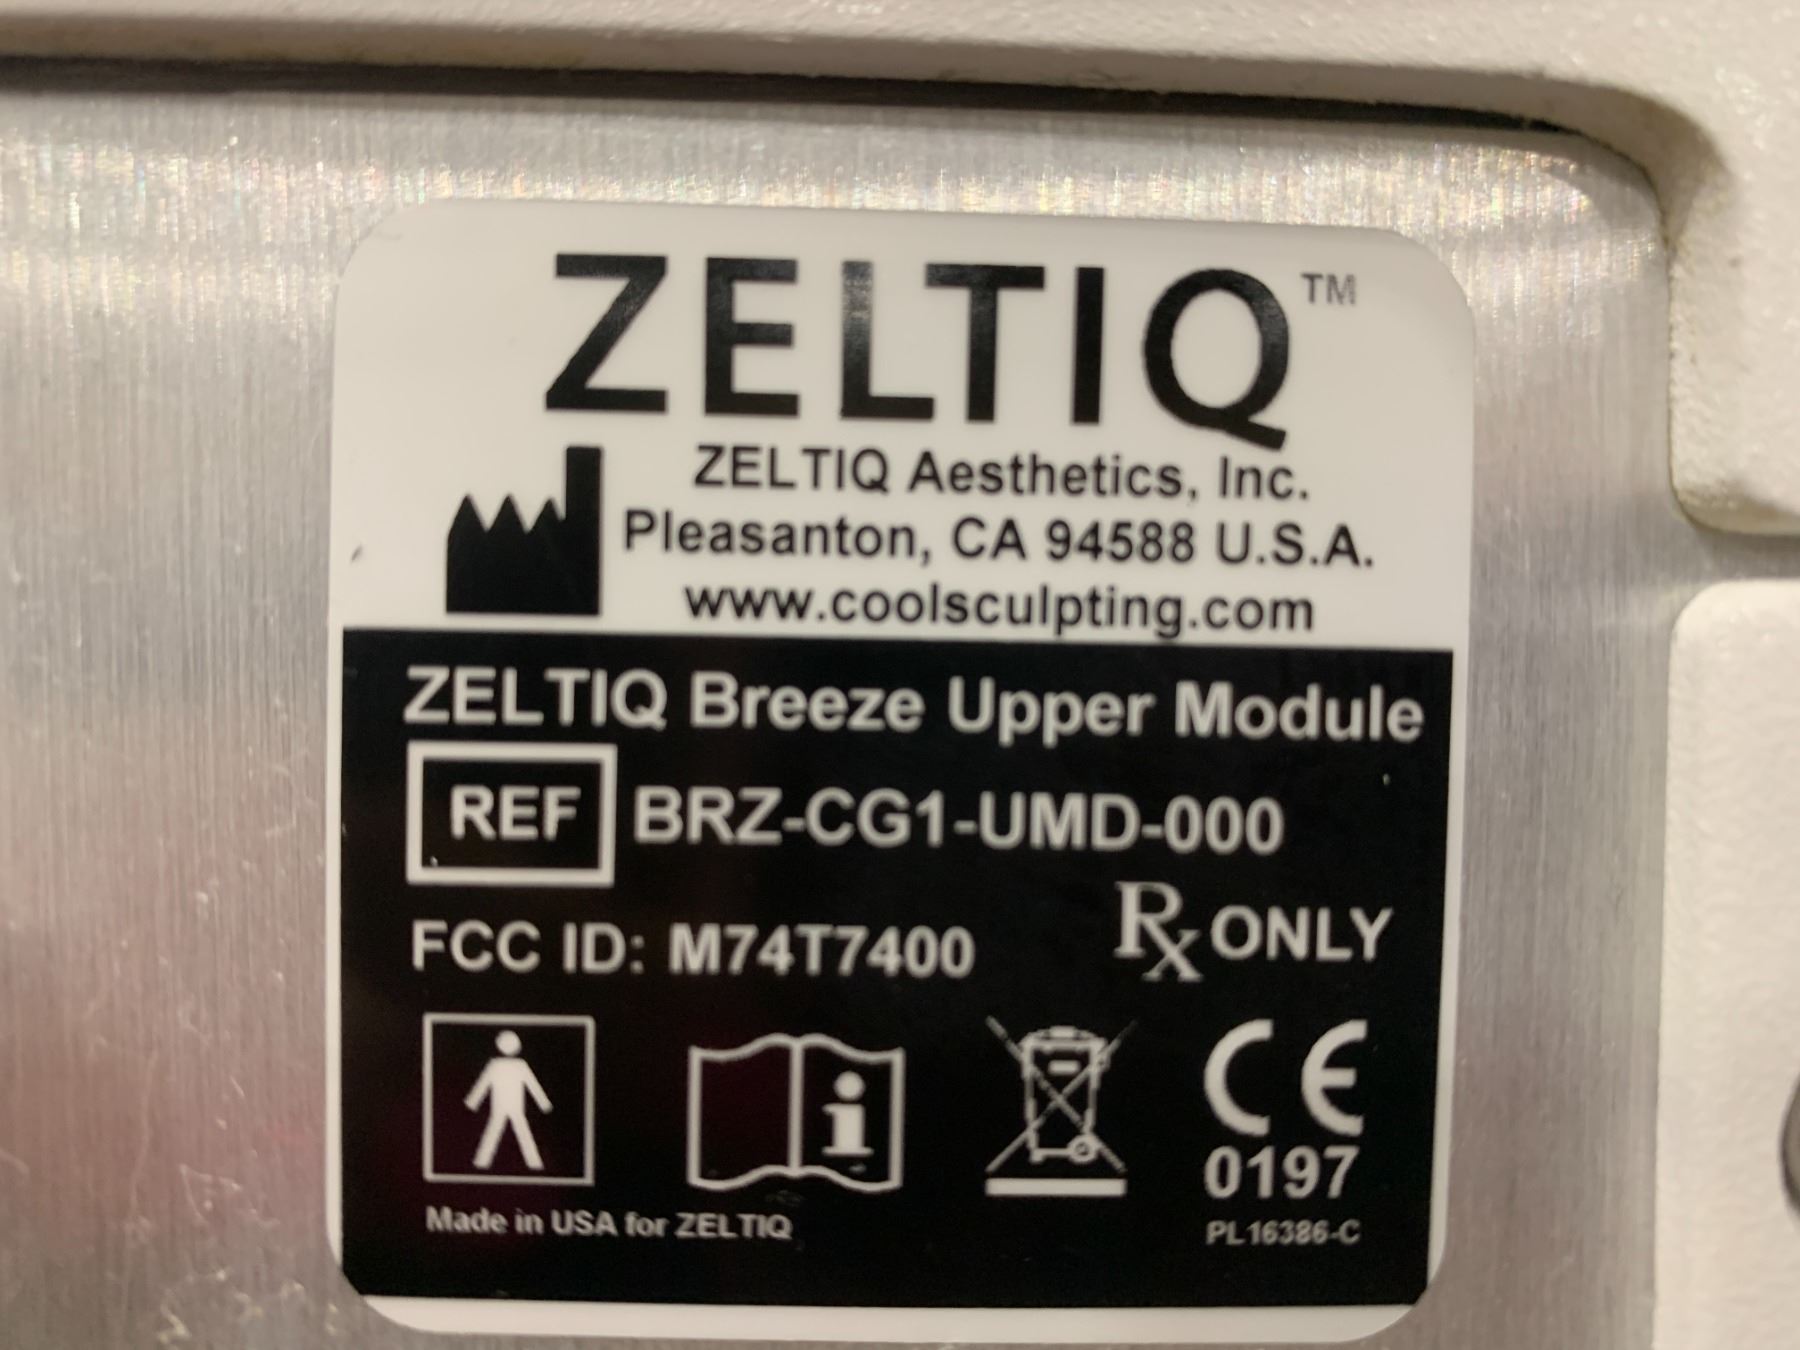 ZELTIQ™
ZELTIQ Aesthetics, Inc.
Pleasanton, CA 94588 U.S.A.
www.coolsculpting.com
ZELTIQ Breeze Upper Module
REF BRZ-CG1-UMD-000
FCC ID: M74T7400 Rx ONLY
CE
0197
Made in USA for ZELTIQ PL16386-C